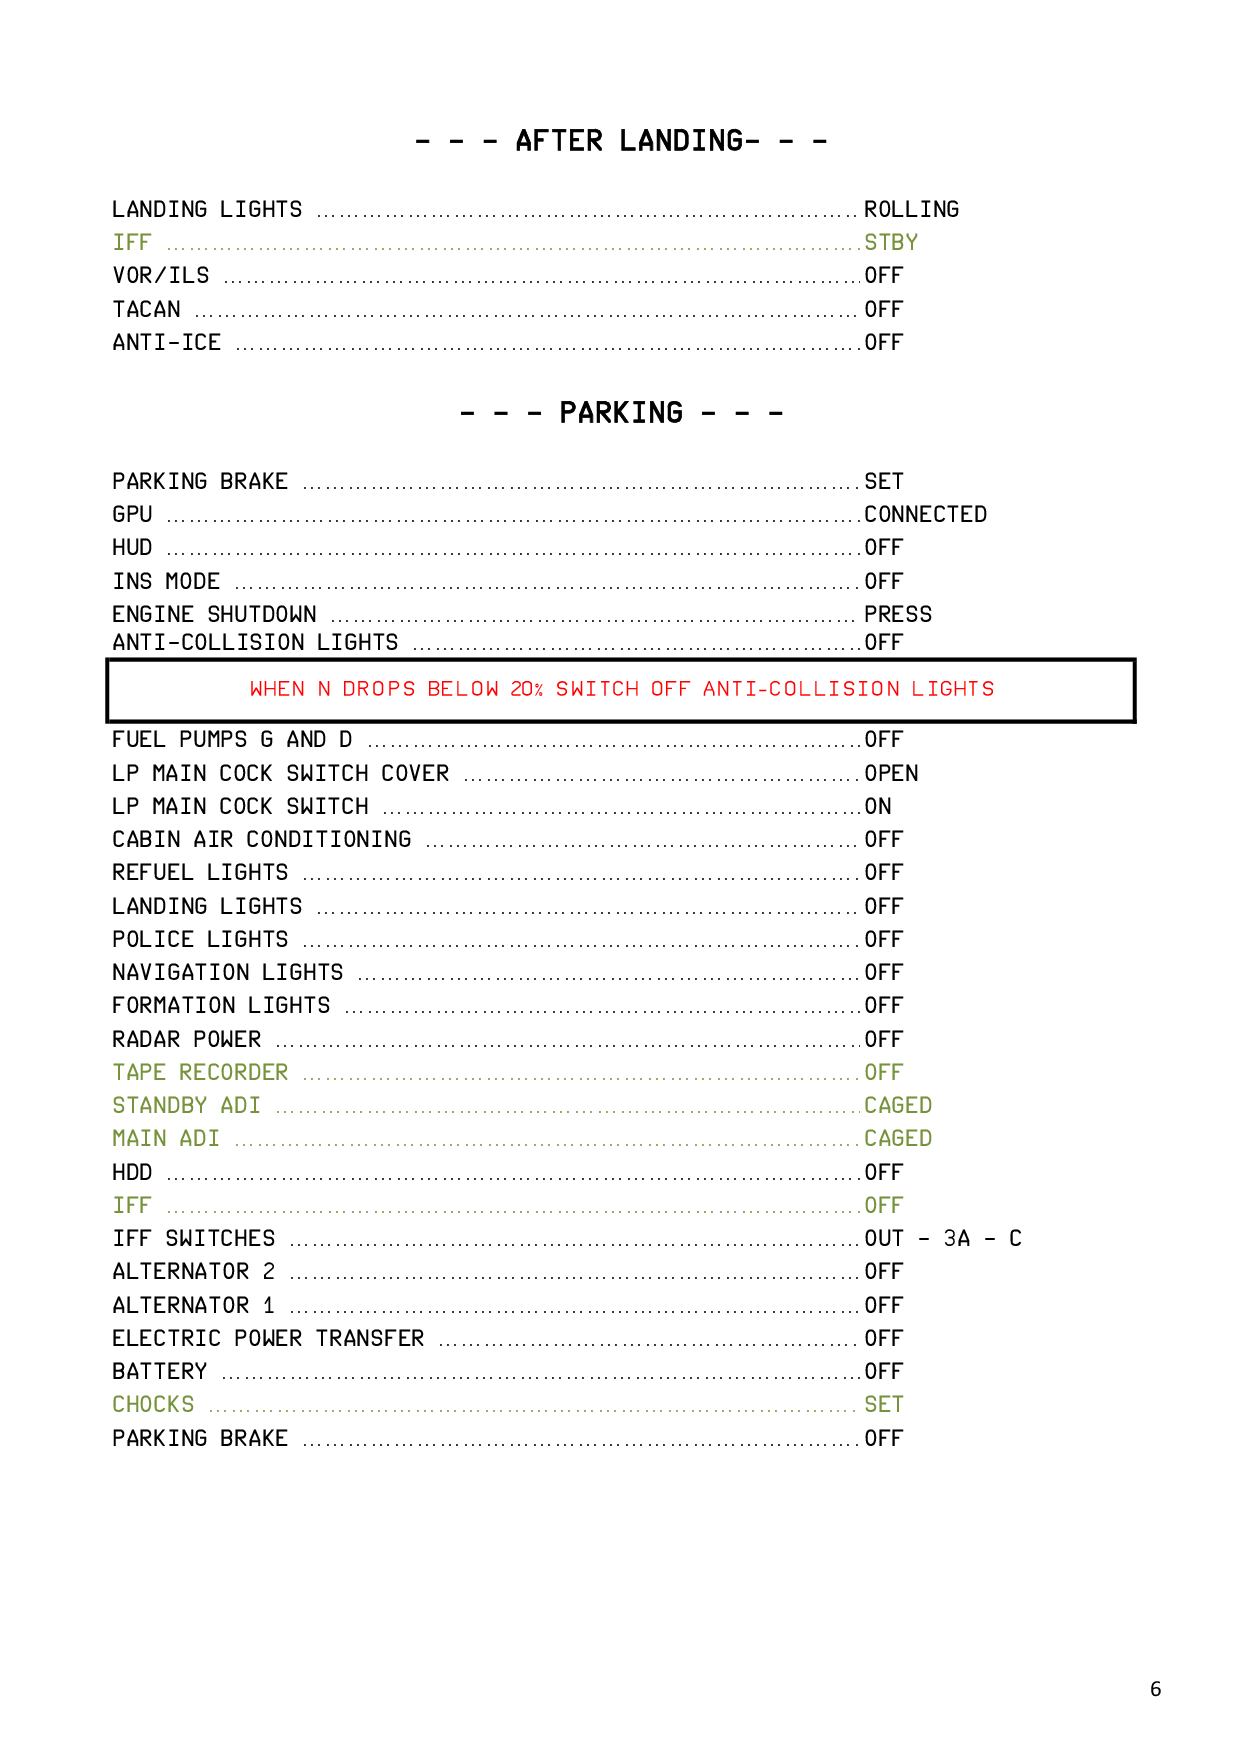 - - - AFTER LANDING- - -
LANDING LIGHTS ........................................ ROLLING
IFF ........................................ STBY
VOR/ILS ........................................ OFF
TACAN ........................................ OFF
ANTI-ICE ........................................ OFF
- - - PARKING - - -
PARKING BRAKE ........................................ SET
GPU ........................................ CONNECTED
HUD ........................................ OFF
INS MODE ........................................ OFF
ENGINE SHUTDOWN ........................................ PRESS
ANTI-COLLISION LIGHTS ........................................ OFF
WHEN N DROPS BELOW 20% SWITCH OFF ANTI-COLLISION LIGHTS
FUEL PUMPS G AND D ........................................ OFF
LP MAIN COCK SWITCH COVER ........................................ OPEN
LP MAIN COCK SWITCH ........................................ ON
CABIN AIR CONDITIONING ........................................ OFF
REFUEL LIGHTS ........................................ OFF
LANDING LIGHTS ........................................ OFF
POLICE LIGHTS ........................................ OFF
NAVIGATION LIGHTS ........................................ OFF
FORMATION LIGHTS ........................................ OFF
RADAR POWER ........................................ OFF
TAPE RECORDER ........................................ OFF
STANDBY ADI ........................................ CAGED
MAIN ADI ........................................ CAGED
HDD ........................................ OFF
IFF ........................................ OFF
IFF SWITCHES ........................................ OUT - 3A - C
ALTERNATOR 2 ........................................ OFF
ALTERNATOR 1 ........................................ OFF
ELECTRIC POWER TRANSFER ........................................ OFF
BATTERY ........................................ OFF
CHOCKS ........................................ SET
PARKING BRAKE ........................................ OFF
6